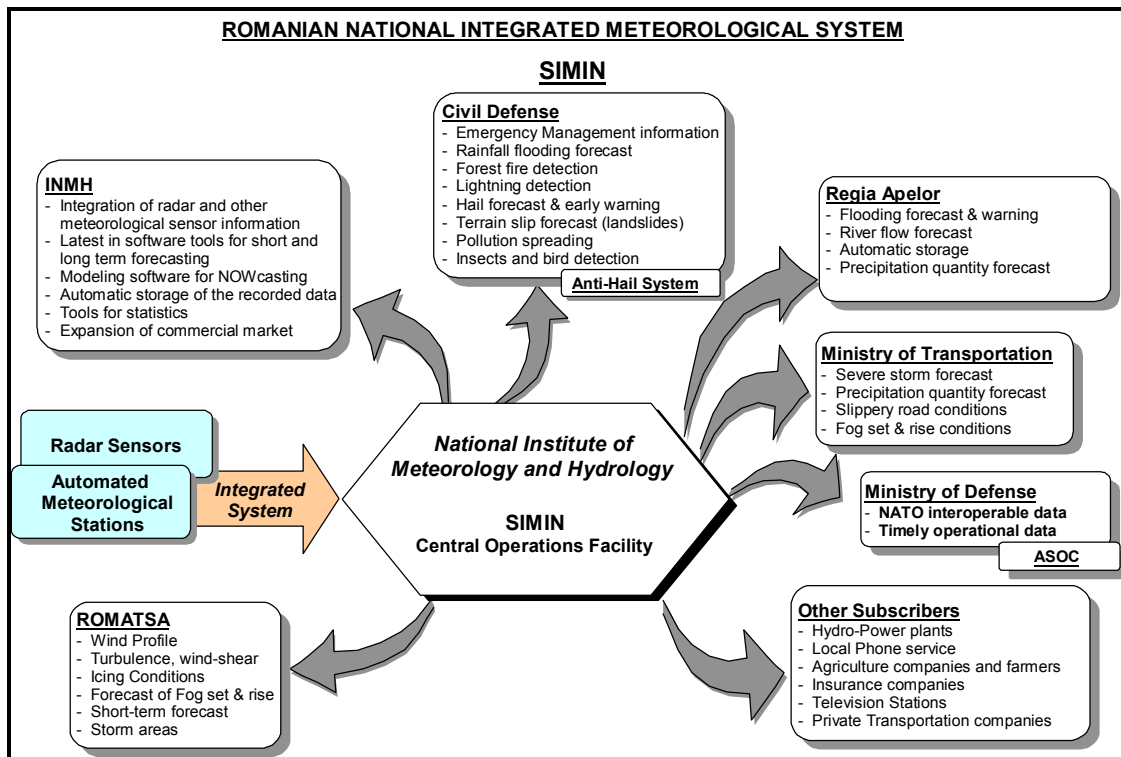 ROMANIAN NATIONAL INTEGRATED METEOROLOGICAL SYSTEM
SIMIN
Civil Defense
- Emergency Management information
- Rainfall flooding forecast
- Forest fire detection
- Lightning detection
- Hail forecast & early warning
- Terrain slip forecast (landslides)
- Pollution spreading
- Insects and bird detection
Anti-Hail System
INMH
- Integration of radar and other
meteorological sensor information
- Latest in software tools for short and
long term forecasting
- Modeling software for NOWcasting
- Automatic storage of the recorded data
- Tools for statistics
- Expansion of commercial market
Regia Apelor
- Flooding forecast & warning
- River flow forecast
- Automatic storage
- Precipitation quantity forecast
Ministry of Transportation
- Severe storm forecast
- Precipitation quantity forecast
- Slippery road conditions
- Fog set & rise conditions
Radar Sensors
Automated
Meteorological
Stations
Integrated
System
National Institute of
Meteorology and Hydrology
SIMIN
Central Operations Facility
Ministry of Defense
- NATO interoperable data
- Timely operational data
ASOC
ROMATSA
- Wind Profile
- Turbulence, wind-shear
- Icing Conditions
- Forecast of Fog set & rise
- Short-term forecast
- Storm areas
Other Subscribers
- Hydro-Power plants
- Local Phone service
- Agriculture companies and farmers
- Insurance companies
- Television Stations
- Private Transportation companies